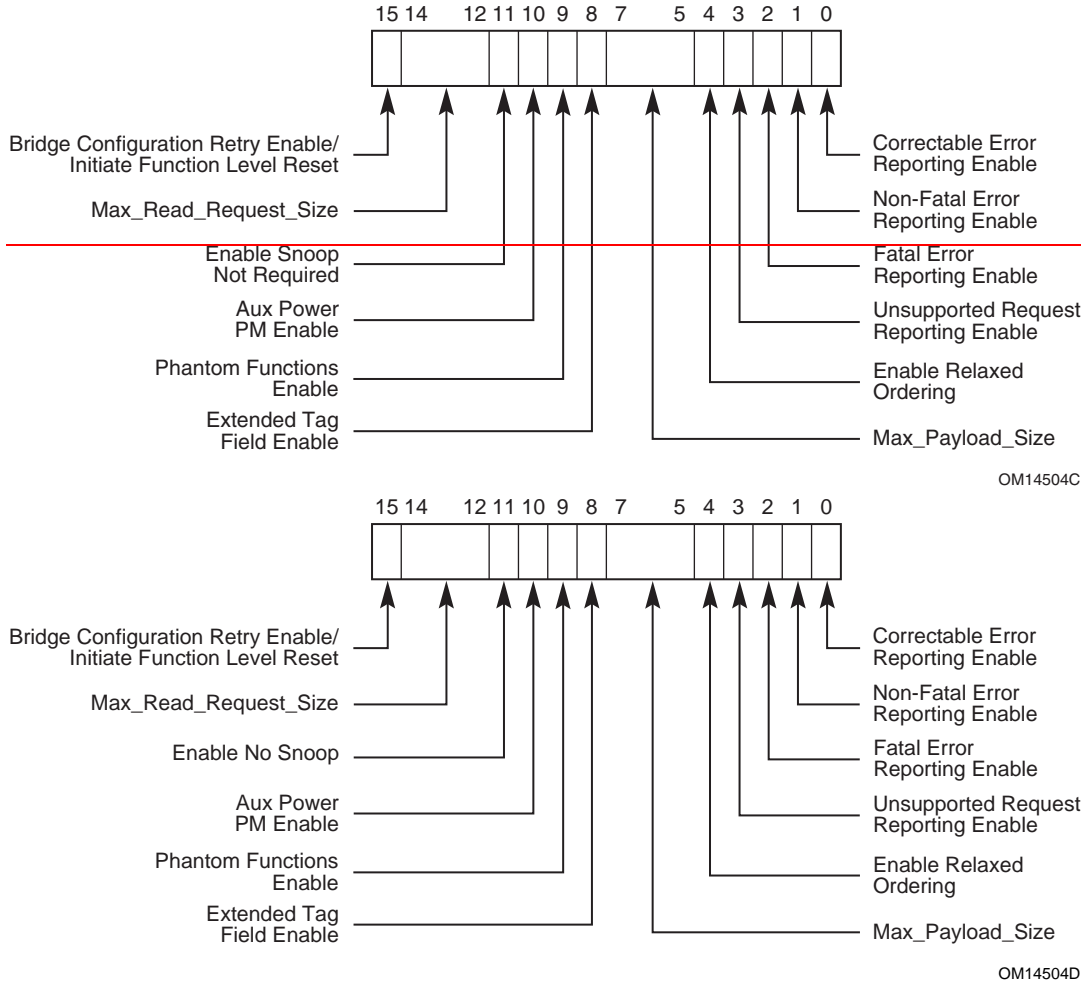 15 14 12 11 10 9 8 7 5 4 3 2 1 0
Bridge Configuration Retry Enable/
Initiate Function Level Reset
Max_Read_Request_Size
Enable Snoop
Not Required
Aux Power
PM Enable
Phantom Functions
Enable
Extended Tag
Field Enable
Correctable Error
Reporting Enable
Non-Fatal Error
Reporting Enable
Fatal Error
Reporting Enable
Unsupported Request
Reporting Enable
Enable Relaxed
Ordering
Max_Payload_Size
OM14504C
15 14 12 11 10 9 8 7 5 4 3 2 1 0
Bridge Configuration Retry Enable/
Initiate Function Level Reset
Max_Read_Request_Size
Enable No Snoop
Aux Power
PM Enable
Phantom Functions
Enable
Extended Tag
Field Enable
Correctable Error
Reporting Enable
Non-Fatal Error
Reporting Enable
Fatal Error
Reporting Enable
Unsupported Request
Reporting Enable
Enable Relaxed
Ordering
Max_Payload_Size
OM14504D